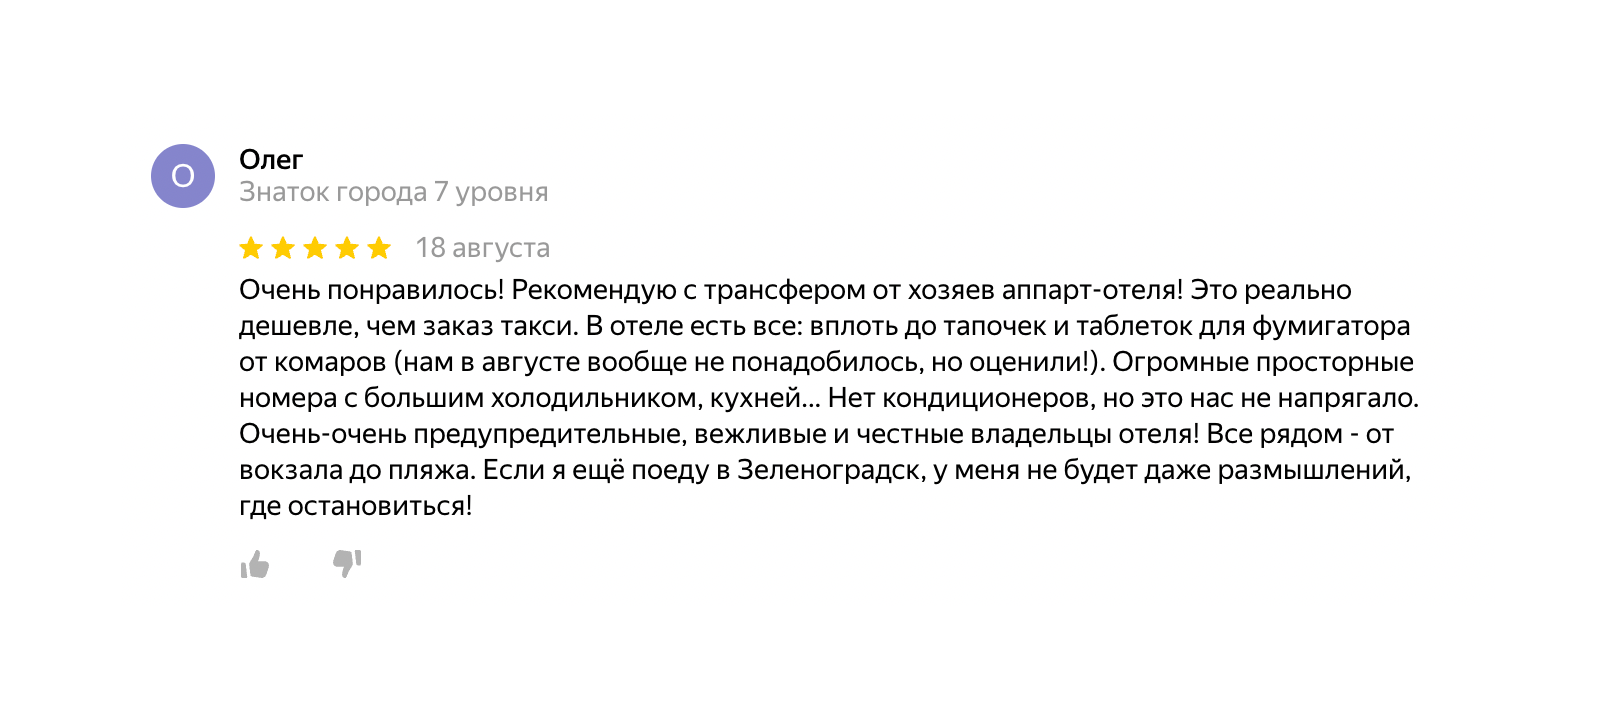 О
Олег
Знаток города 7 уровня
18 августа
Очень понравилось! Рекомендую с трансфером от хозяев аппарт-отеля! Это реально
дешевле, чем заказ такси. В отеле есть все: вплоть до тапочек и таблеток для фумигатора
от комаров (нам в августе вообще не понадобилось, но оценили!). Огромные просторные
номера с большим холодильником, кухней... Нет кондиционеров, но это нас не напрягало.
Очень-очень предупредительные, вежливые и честные владельцы отеля! Все рядом - от
вокзала до пляжа. Если я ещё поеду в Зеленоградск, у меня не будет даже размышлений,
где остановиться!